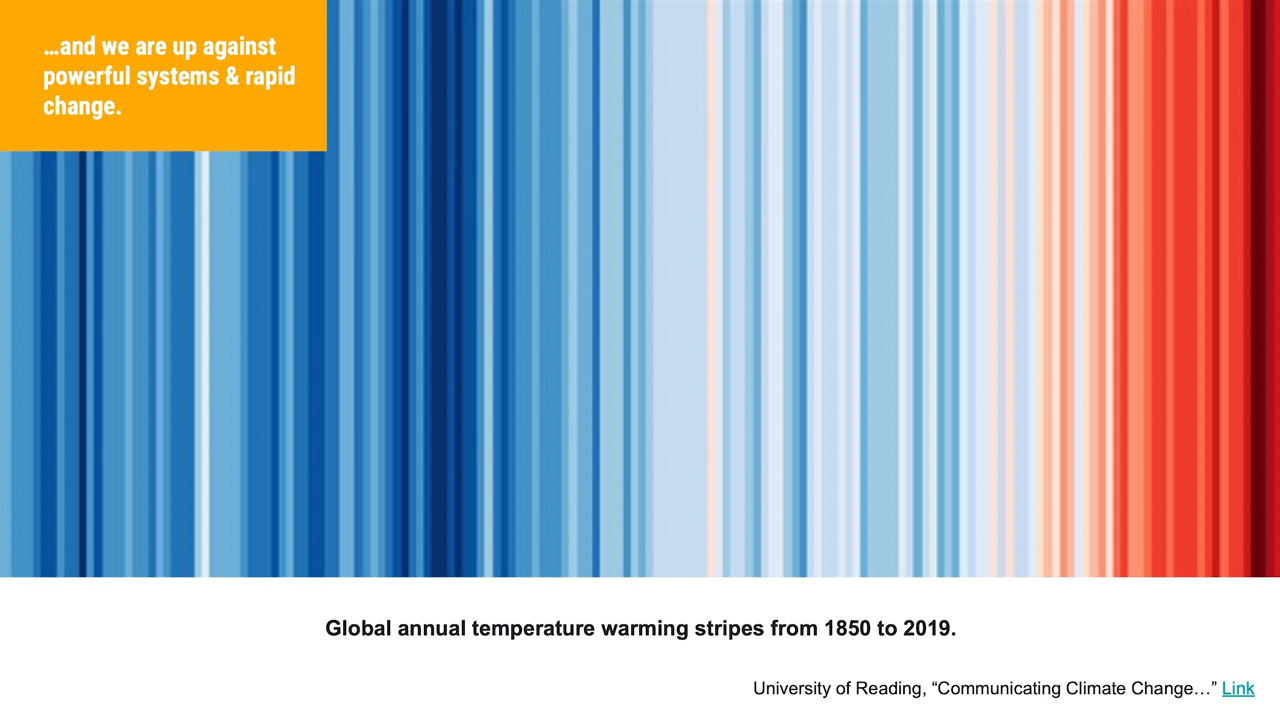 …and we are up against
powerful systems & rapid
change.
Global annual temperature warming stripes from 1850 to 2019.
University of Reading, “Communicating Climate Change…” Link